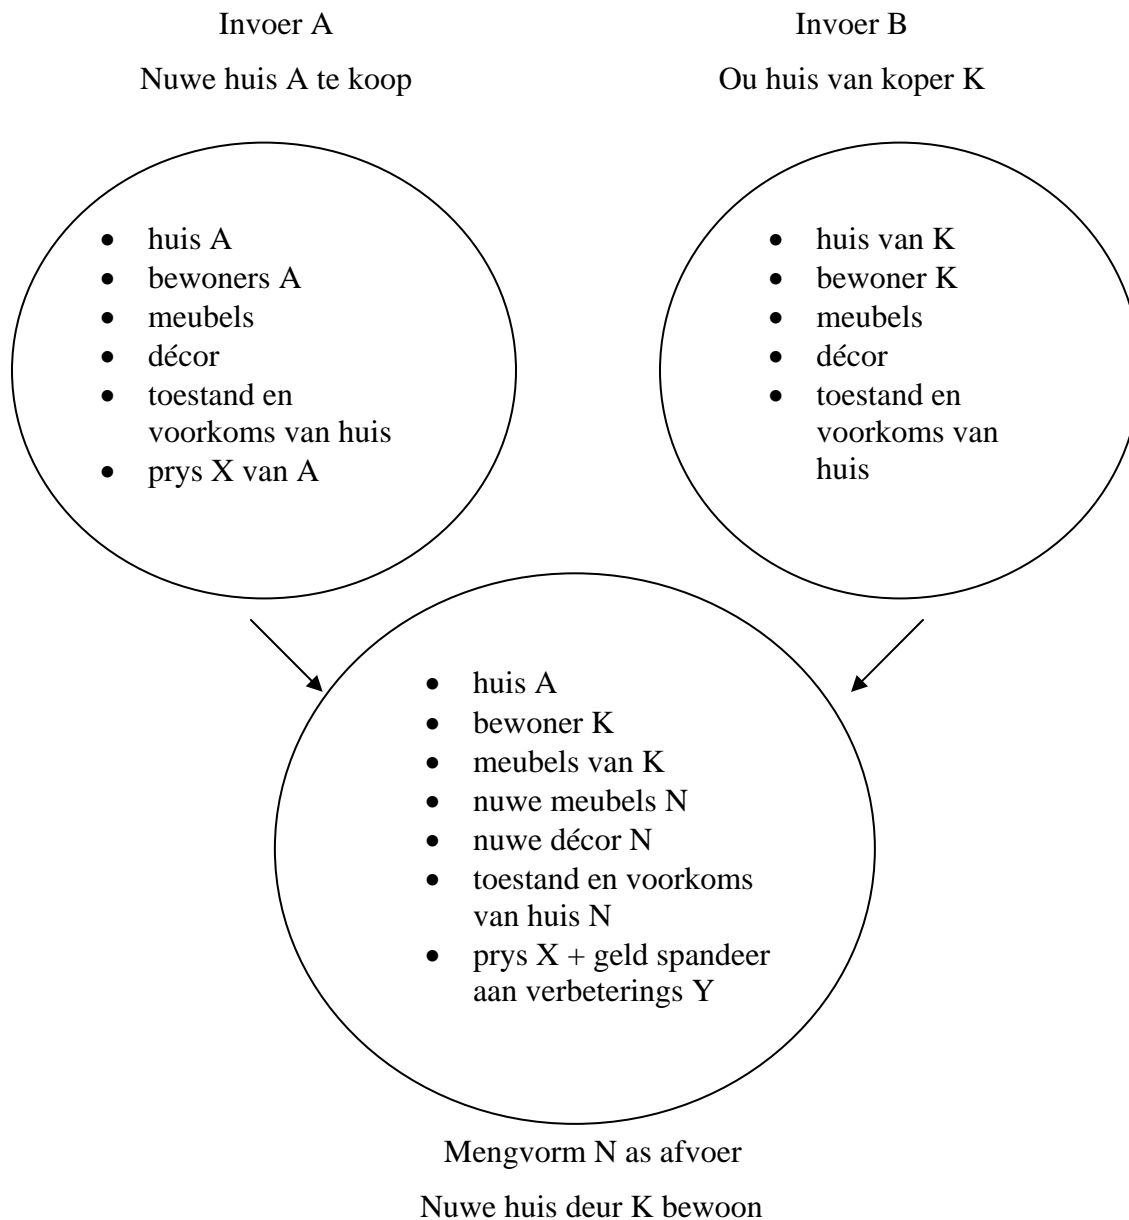 Invoer A
Nuwe huis A te koop
• huis A
• bewoners A
• meubels
• décor
• toestand en
voorkoms van huis
• prys X van A
Invoer B
Ou huis van koper K
• huis van K
• bewoner K
• meubels
• décor
• toestand en
voorkoms van
huis
• huis A
• bewoner K
• meubels van K
• nuwe meubels N
• nuwe décor N
• toestand en voorkoms
van huis N
• prys X + geld spandeer
aan verbeterings Y
Mengvorm N as afvoer
Nuwe huis deur K bewoon